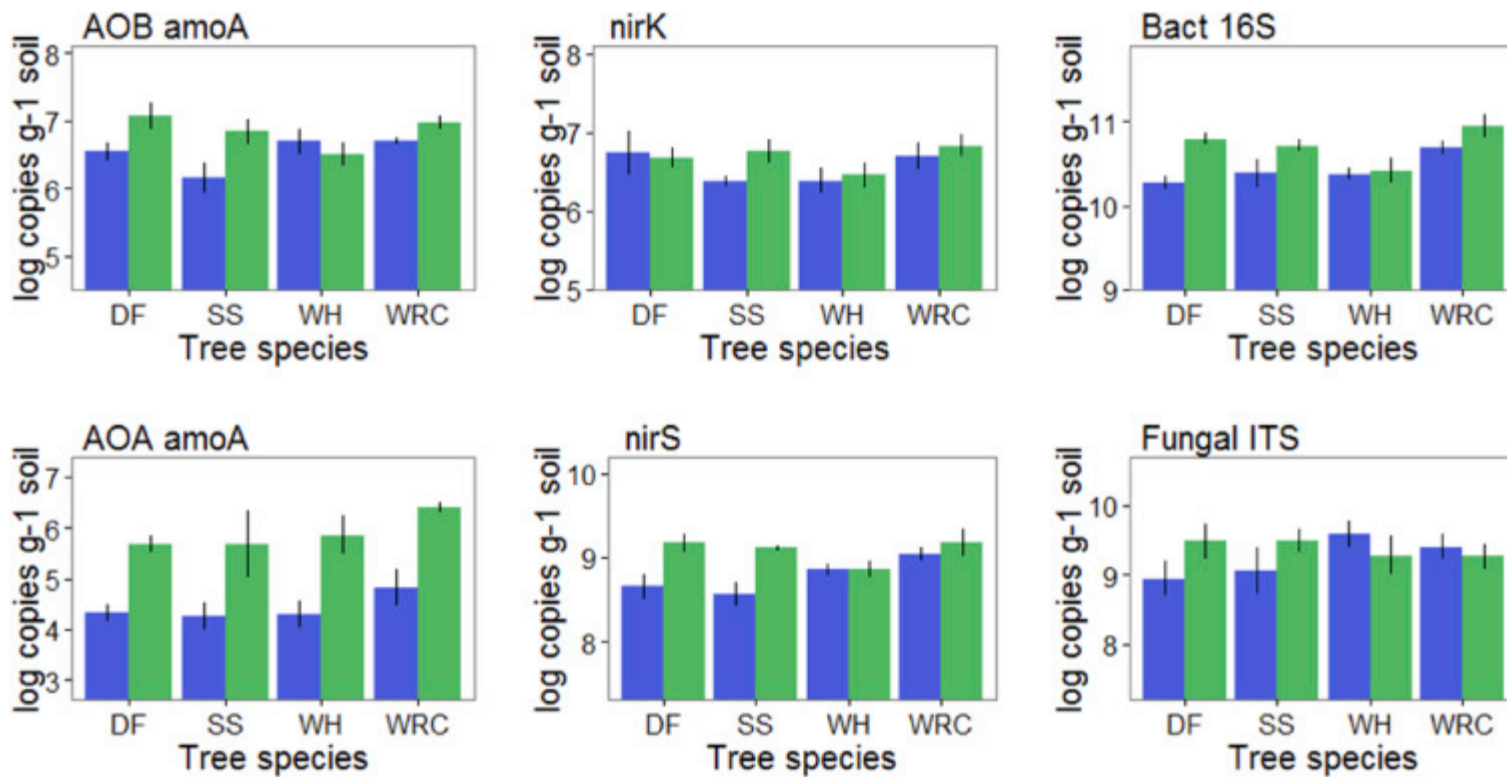 AOB amoA
log copies g-1 soil
8
7
6
5
DF SS WH WRC
Tree species
nirK
log copies g-1 soil
8
7
6
5
DF SS WH WRC
Tree species
Bact 16S
log copies g-1 soil
11
10
9
DF SS WH WRC
Tree species
AOA amoA
log copies g-1 soil
7
6
5
4
3
DF SS WH WRC
Tree species
nirS
log copies g-1 soil
10
9
8
DF SS WH WRC
Tree species
Fungal ITS
log copies g-1 soil
10
9
8
DF SS WH WRC
Tree species